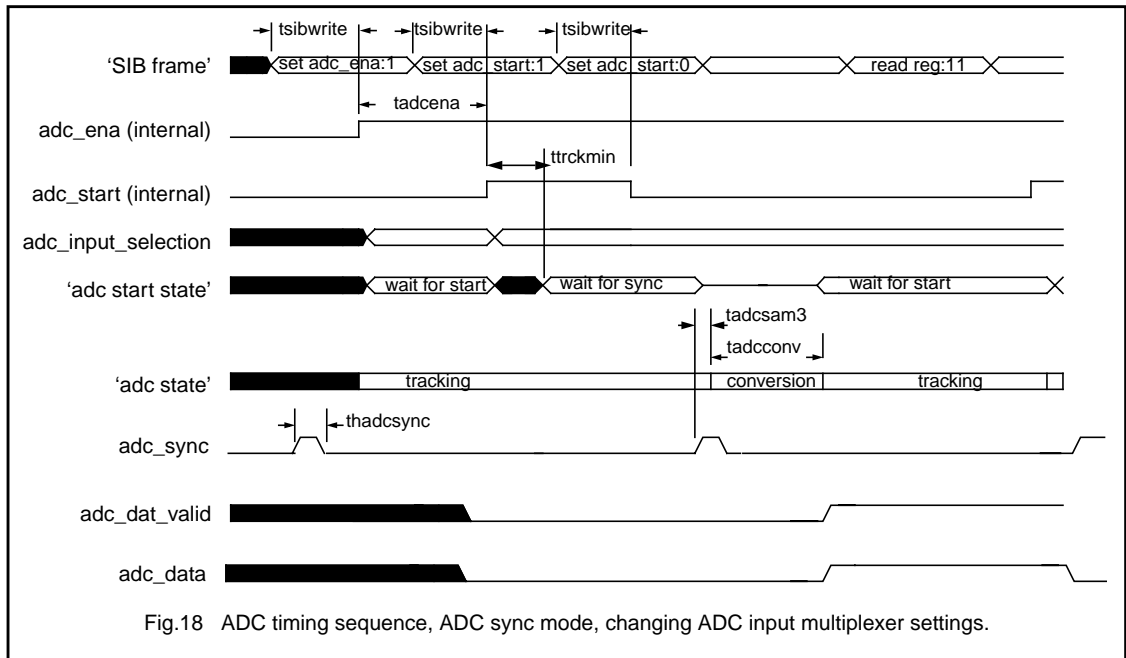 tsibwrite tsibwrite tsibwrite
‘SIB frame’ set adc_ena:1 set adc_start:1 set adc_start:0 read reg:11
tadcena
adc_ena (internal)
ttrckmin
adc_start (internal)
adc_input_selection
‘adc start state’ wait for start wait for sync wait for start
tadcsam3
tadcconv
‘adc state’ tracking conversion tracking
thadcsync
adc_sync
adc_dat_valid
adc_data
Fig.18 ADC timing sequence, ADC sync mode, changing ADC input multiplexer settings.